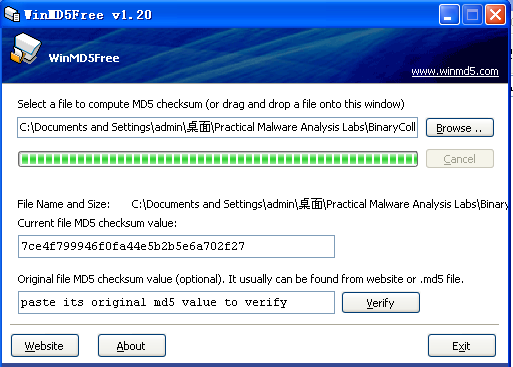 WinMD5Free v1.20
WinMD5Free
www.winmd5.com
Select a file to compute MD5 checksum (or drag and drop a file onto this window)
C:\Documents and Settings\admin\桌面\Practical Malware Analysis Labs\BinaryColl
Browse ..
Cancel
File Name and Size: C:\Documents and Settings\admin\桌面\Practical Malware Analysis Labs\Binary
Current file MD5 checksum value:
7ce4f799946f0fa44e5b2b5e6a702f27
Original file MD5 checksum value (optional). It usually can be found from website or .md5 file.
paste its original md5 value to verify
Verify
Website
About
Exit